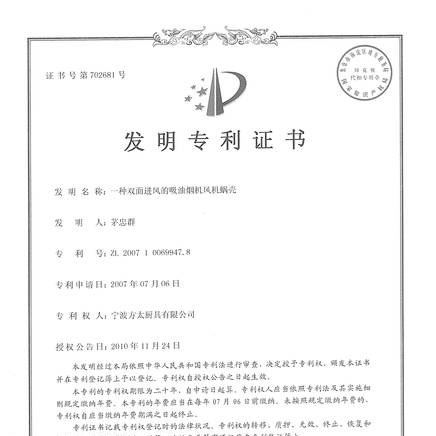 证书号第702681号
代办专用章
发明专利证书
发 明 名 称：一种双面进风的吸油烟机风机蜗壳
发 明 人：茅忠群
专 利 号：ZL 2007 1 0069947.8
专利申请日：2007年07月06日
专 利 权 人：宁波方太厨具有限公司
授权公告日：2010年11月24日
本发明经过本局依照中华人民共和国专利法进行审查，决定授予专利权，颁发本证书
并在专利登记簿上予以登记。专利权自授权公告之日起生效。
本专利的专利权期限为二十年，自申请日起算。专利权人应当依照专利法及其实施细
则规定缴纳年费。本专利的年费应当在每年07月06日前缴纳。未按照规定缴纳年费的，
专利权自应当缴纳年费期满之日起终止。
专利证书记载专利权登记时的法律状况。专利权的转移、质押、无效、终止、恢复和